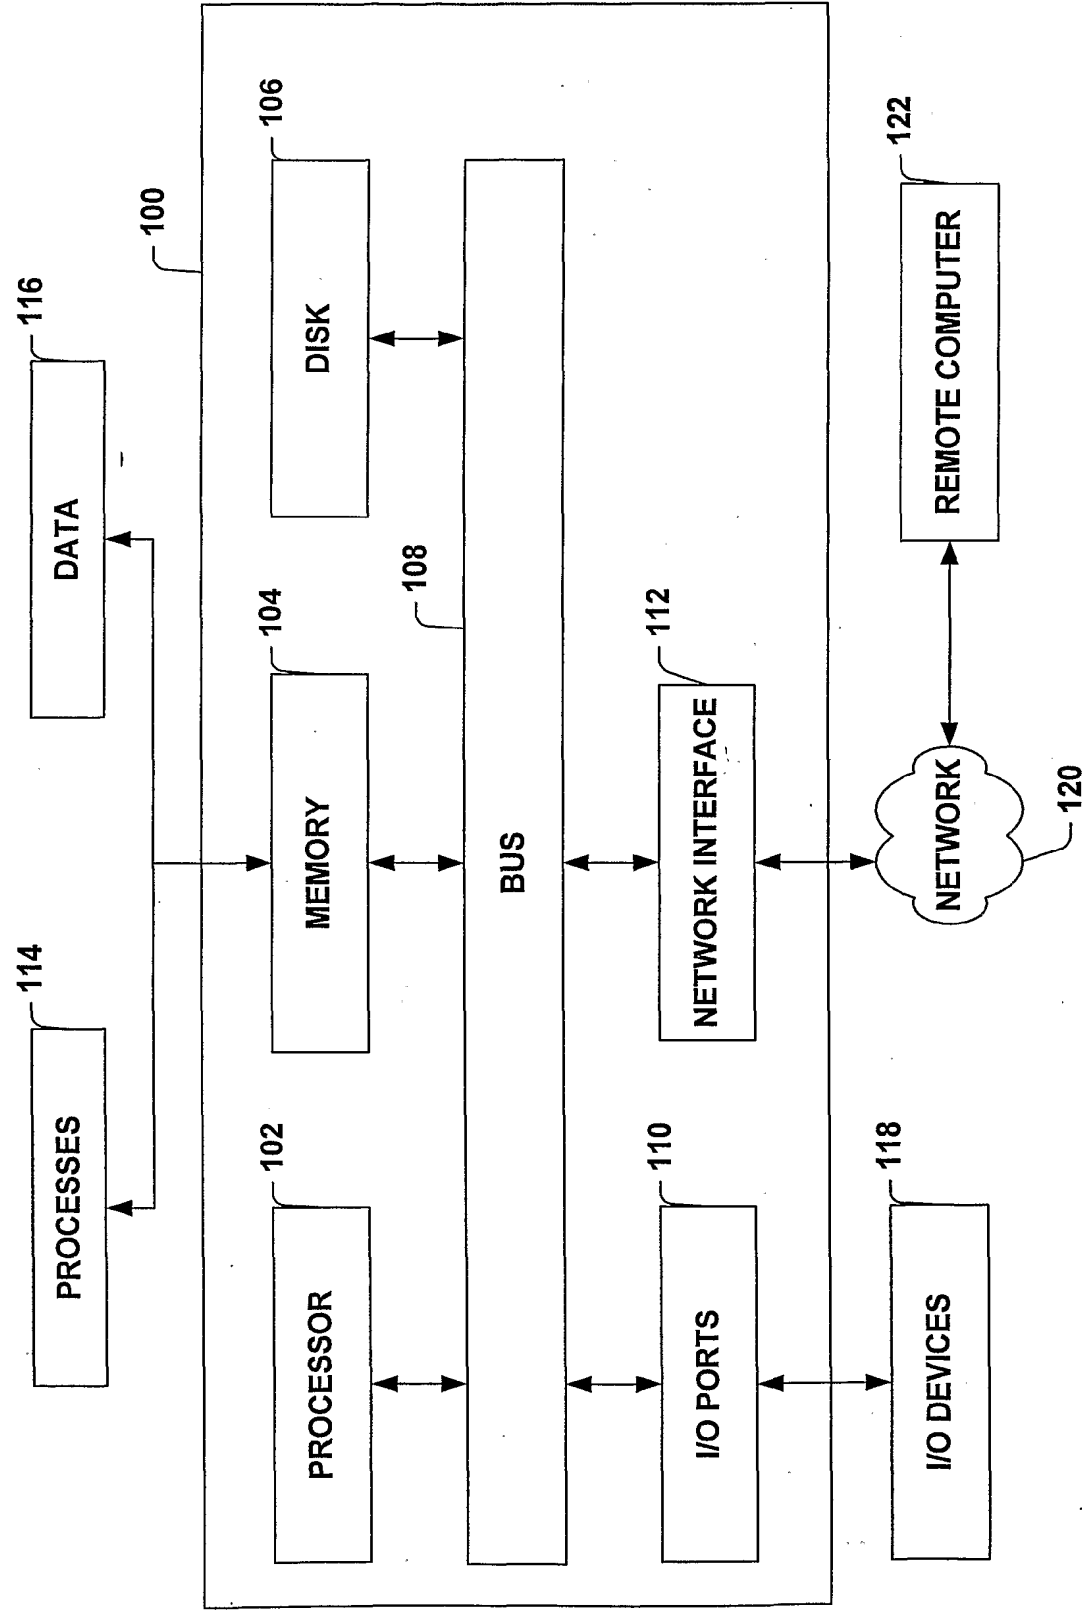 PROCESSES
114
DATA
116
100
PROCESSOR
102
MEMORY
104
DISK
106
108
BUS
I/O PORTS
110
NETWORK INTERFACE
112
I/O DEVICES
118
NETWORK
120
REMOTE COMPUTER
122